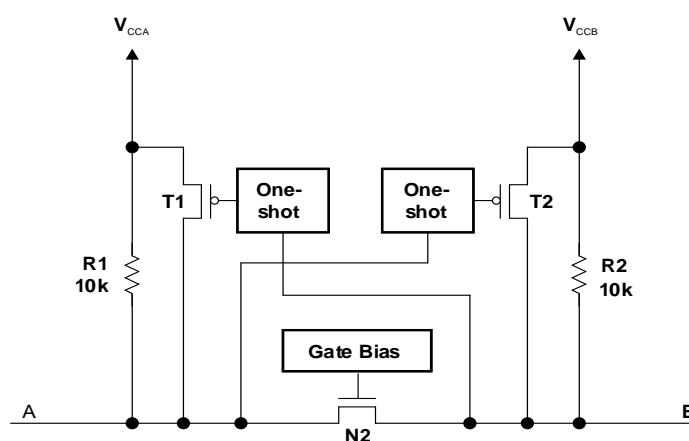 VCCA
VCCB
One-
shot
One-
shot
T1
T2
R1
10k
R2
10k
Gate Bias
A
N2